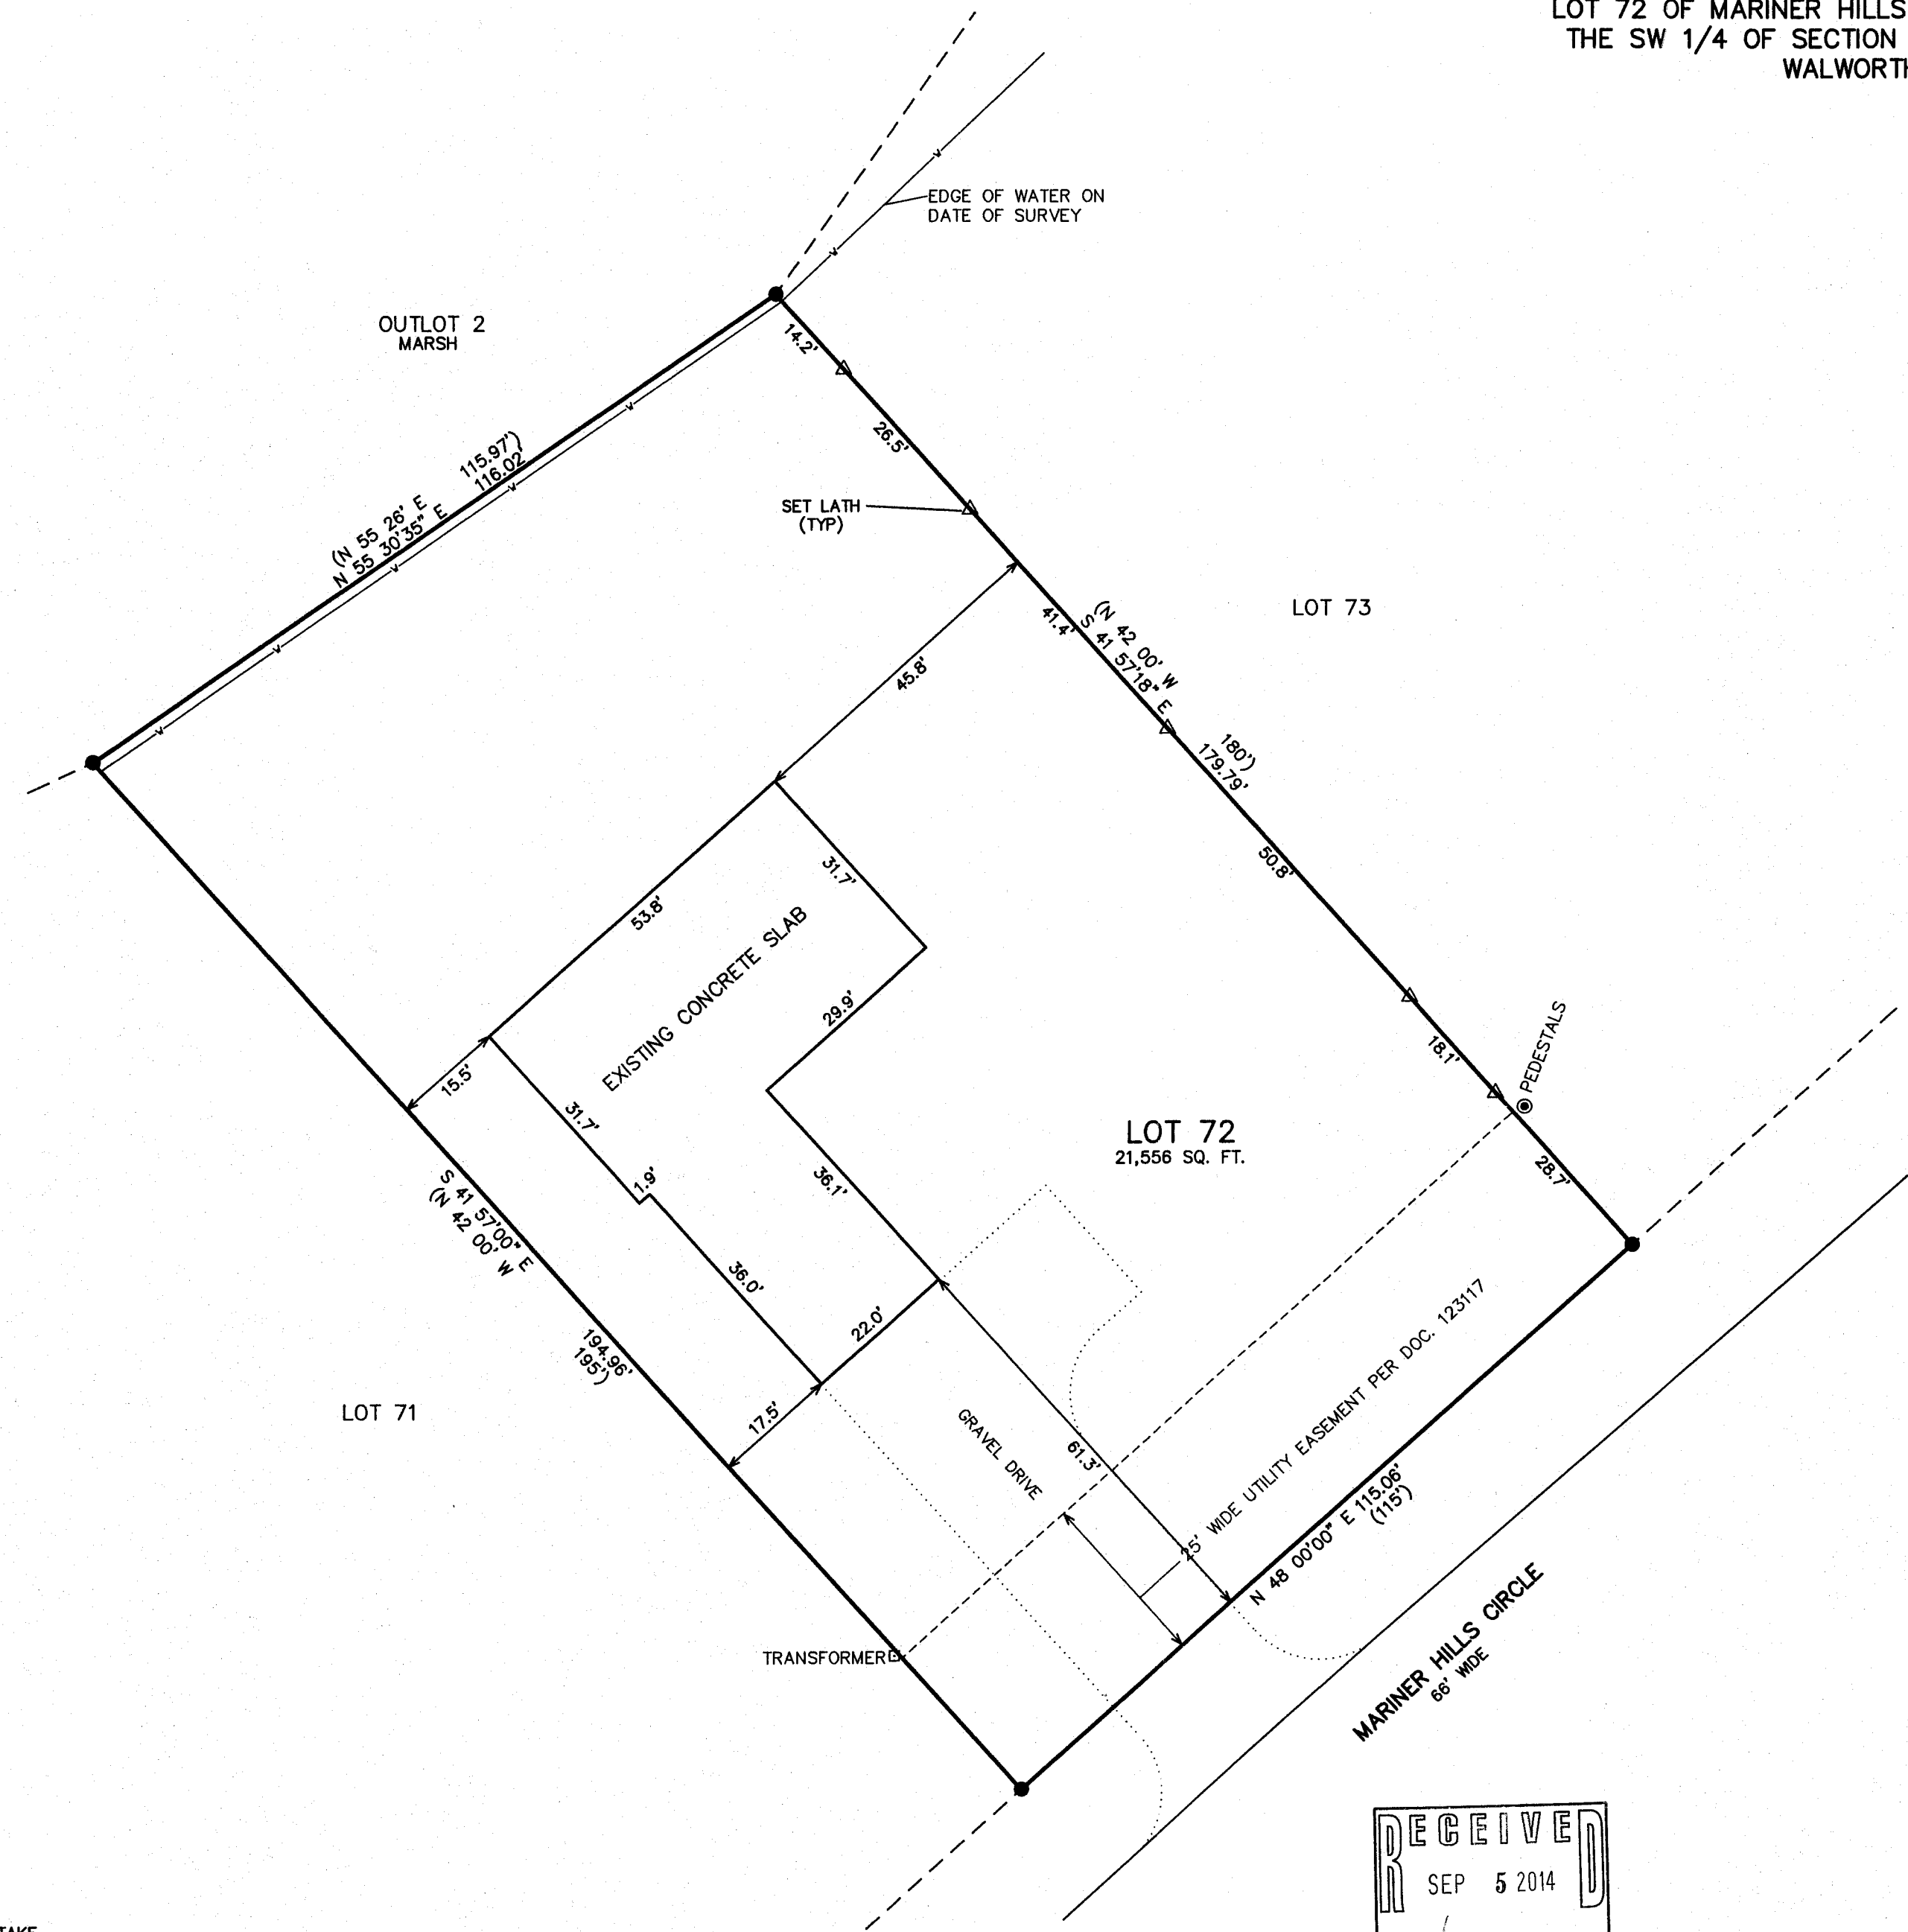 LOT 72 OF MARINER HILLS
THE SW 1/4 OF SECTION
WALWORTH
EDGE OF WATER ON
DATE OF SURVEY
OUTLOT 2
MARSH
14.2'
26.5'
115.97')
116.02'
(N 55 26' E
N 55 30'35" E
SET LATH
(TYP)
LOT 73
41.4'
(N 42 00' W
S 41 57'18" E
180')
179.79'
45.8'
50.8'
31.7'
53.8'
EXISTING CONCRETE SLAB
29.9'
15.5'
31.7'
1.9'
18.1'
PEDESTALS
LOT 72
21,556 SQ. FT.
28.7'
36.1'
S 41 57'00" E
(N 42 00' W
36.0'
22.0'
194.96'
195')
LOT 71
17.5'
GRAVEL DRIVE
61.3'
25' WIDE UTILITY EASEMENT PER DOC. 123117
N 48 00'00" E 115.06'
(115')
TRANSFORMER
MARINER HILLS CIRCLE
66' WIDE
RECEIVED
SEP 5 2014